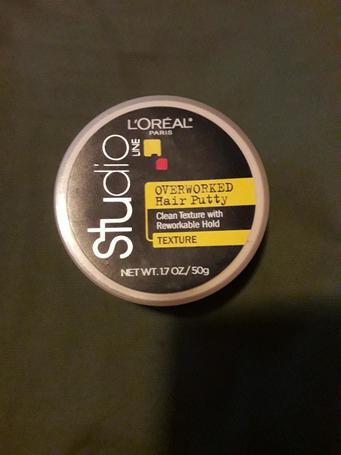 L'ORÉAL®
PARIS
studio
LINE
OVERWORKED
Hair Putty
Clean Texture with
Reworkable Hold
TEXTURE
NET WT. 1.7 OZ./50g